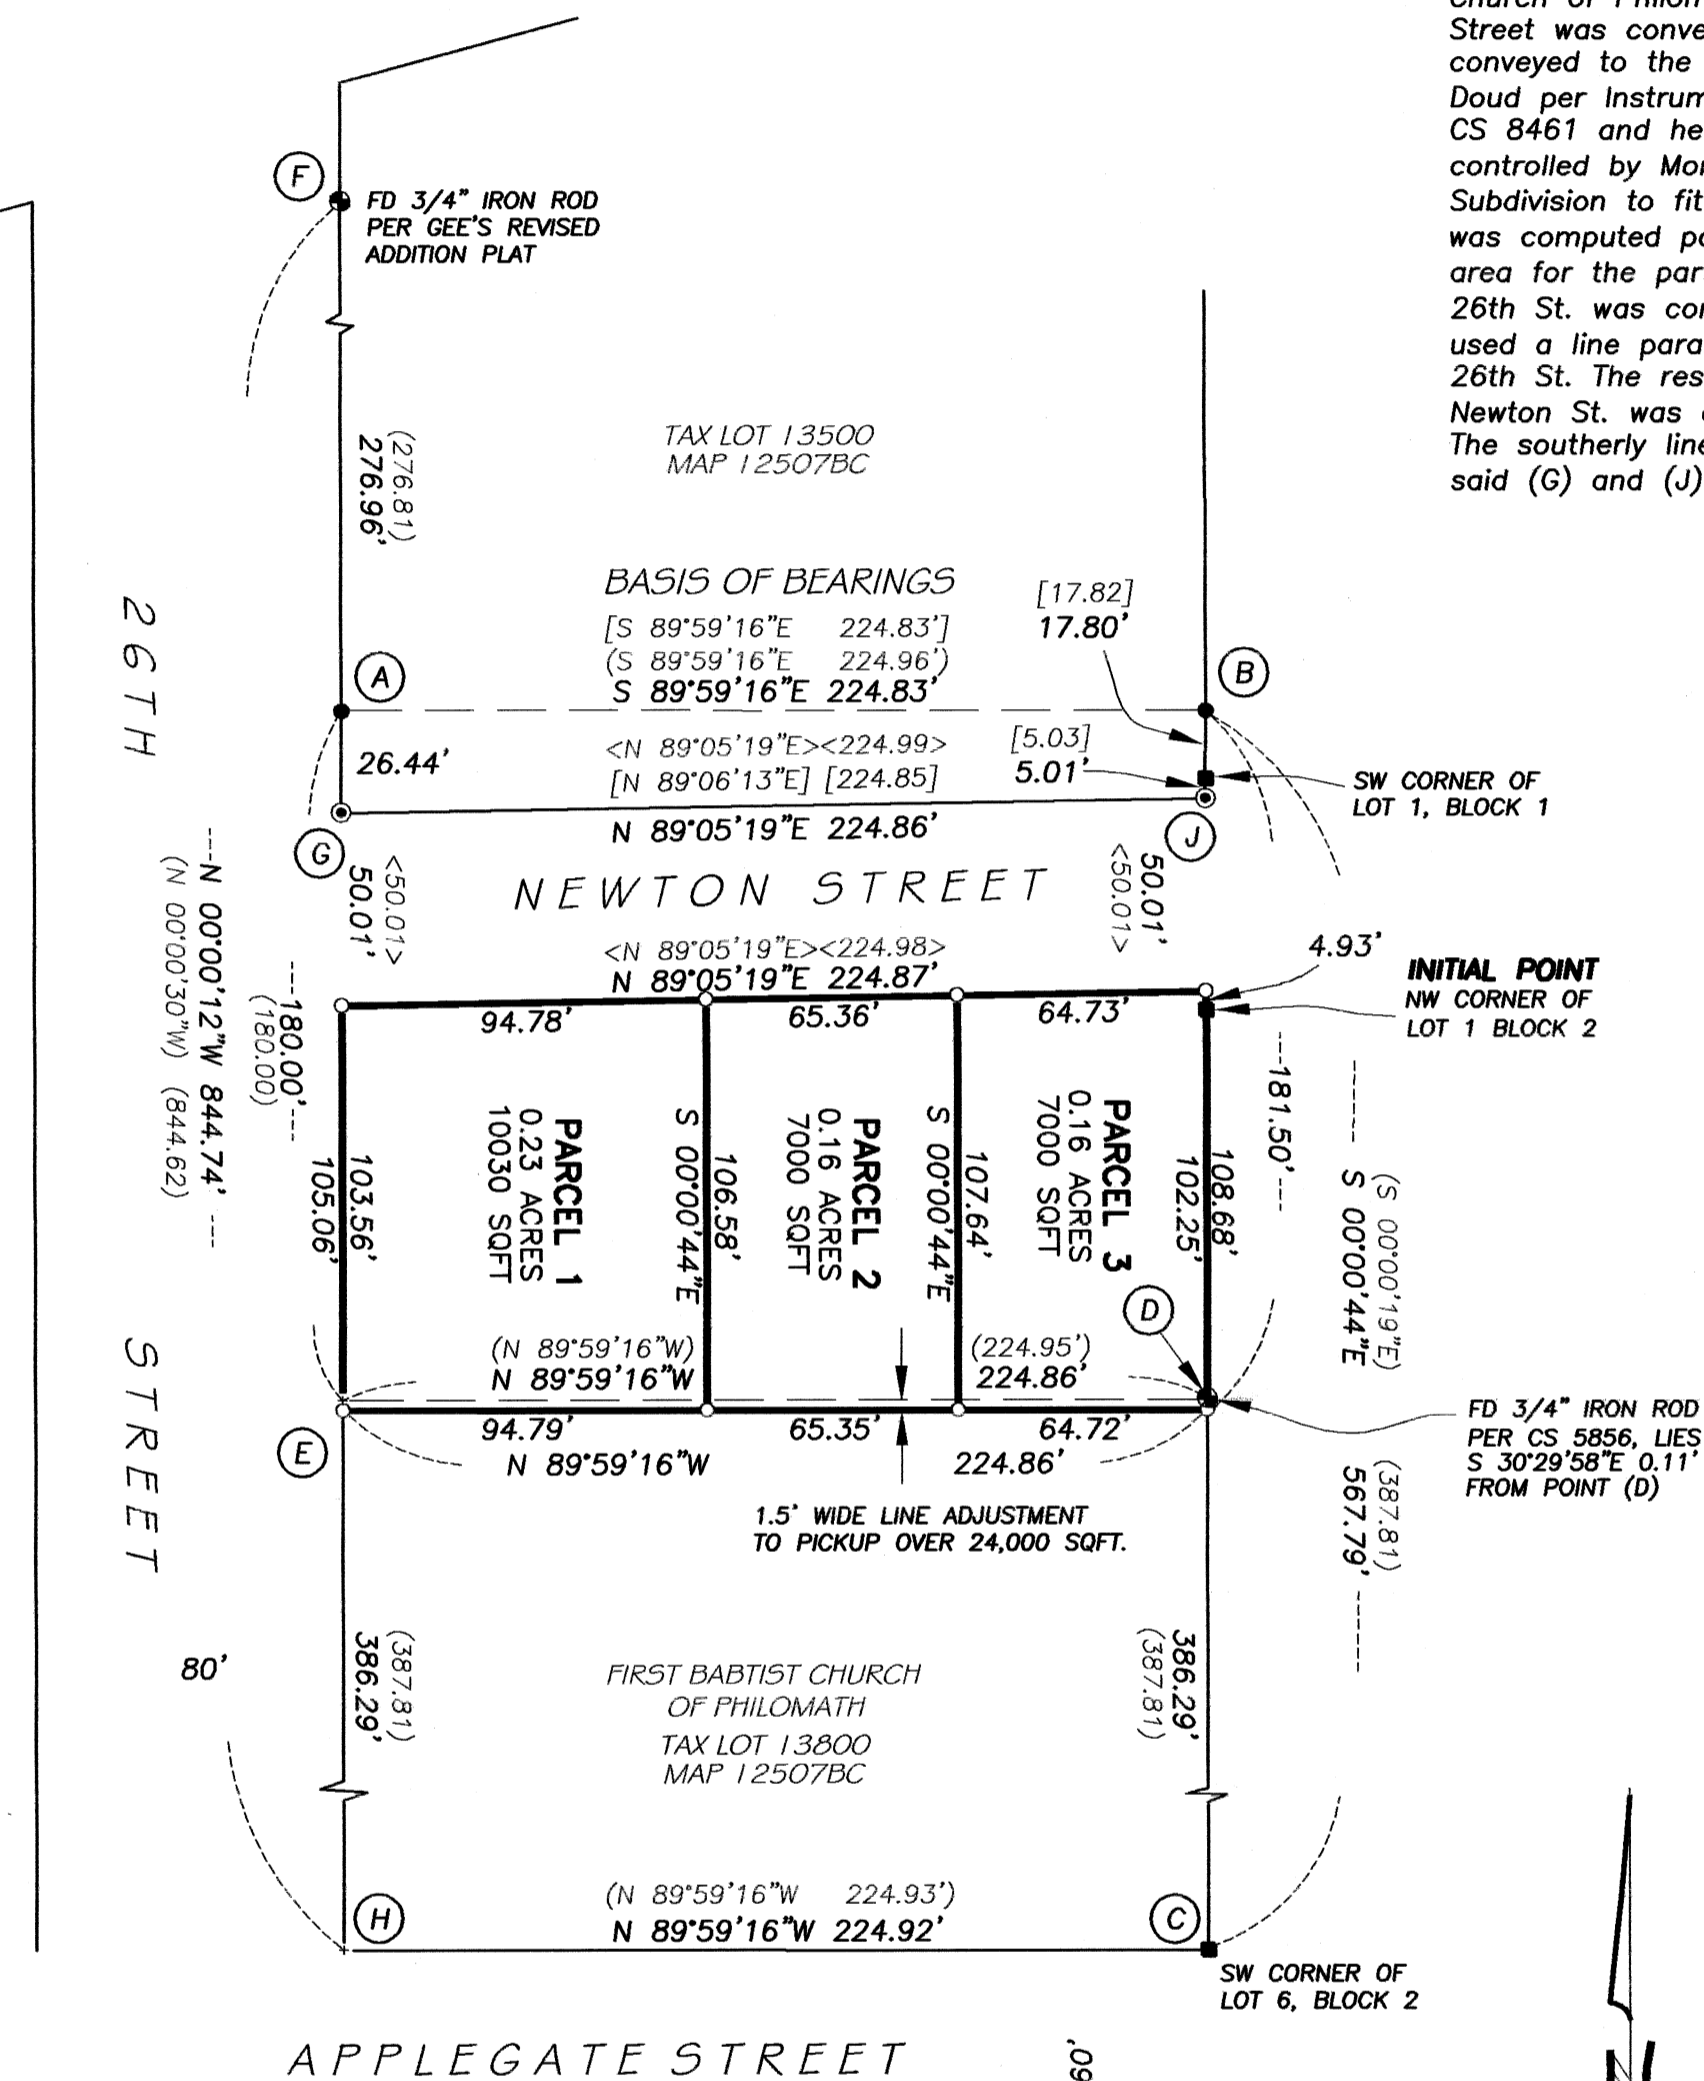 Street was conve
conveyed to the
Doud per Instrum
CS 8461 and he
controlled by Mon
Subdivision to fit
was computed pa
area for the par
26th St. was con
used a line para
26th St. The res
Newton St. was
The southerly line
said (G) and (J)
F
FD 3/4" IRON ROD
PER GEE'S REVISED
ADDITION PLAT
(276.81)
276.96'
TAX LOT 13500
MAP 12507BC
BASIS OF BEARINGS
[S 89°59'16"E 224.83']
(S 89°59'16"E 224.96')
S 89°59'16"E 224.83'
[17.82]
17.80'
A
B
26.44'
<N 89°05'19"E><224.99>
[N 89°06'13"E] [224.85]
N 89°05'19"E 224.86'
[5.03]
5.01'
SW CORNER OF
LOT 1, BLOCK 1
G
J
<50.01>
50.01'
NEWTON STREET
50.01'
<50.01>
<N 89°05'19"E><224.98>
N 89°05'19"E 224.87'
4.93'
INITIAL POINT
NW CORNER OF
LOT 1 BLOCK 2
94.78'
65.36'
64.73'
26TH STREET
N 00°00'12"W 844.74'
(N 00°00'30"W) (844.62)
180.00'
(180.00)
103.56'
105.06'
PARCEL 1
0.23 ACRES
10030 SQFT
106.58'
S 00°00'44"E
PARCEL 2
0.16 ACRES
7000 SQFT
107.64'
S 00°00'44"E
PARCEL 3
0.16 ACRES
7000 SQFT
108.68'
102.25'
181.50'
(S 00°00'19"E)
S 00°00'44"E
(387.81)
567.79'
D
(N 89°59'16"W) (224.95')
N 89°59'16"W 224.86'
94.79'
65.35'
64.72'
E
N 89°59'16"W 224.86'
FD 3/4" IRON ROD
PER CS 5856, LIES
S 30°29'58"E 0.11'
FROM POINT (D)
1.5' WIDE LINE ADJUSTMENT
TO PICKUP OVER 24,000 SQFT.
80'
(387.81)
386.29'
FIRST BABTIST CHURCH
OF PHILOMATH
TAX LOT 13800
MAP 12507BC
386.29'
(387.81)
H
(N 89°59'16"W 224.93')
N 89°59'16"W 224.92'
C
SW CORNER OF
LOT 6, BLOCK 2
APPLEGATE STREET
60'